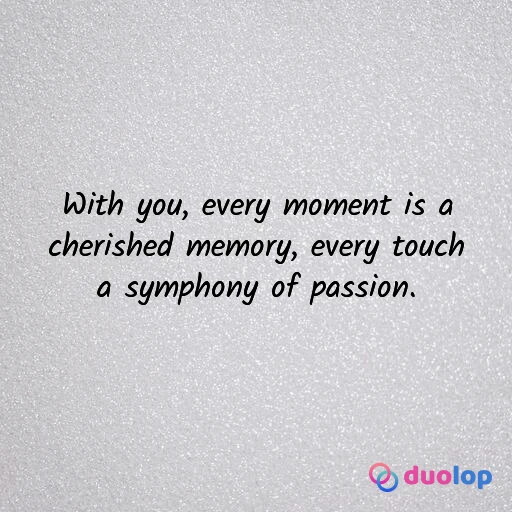 With you, every moment is a
cherished memory, every touch
a symphony of passion.
duolop